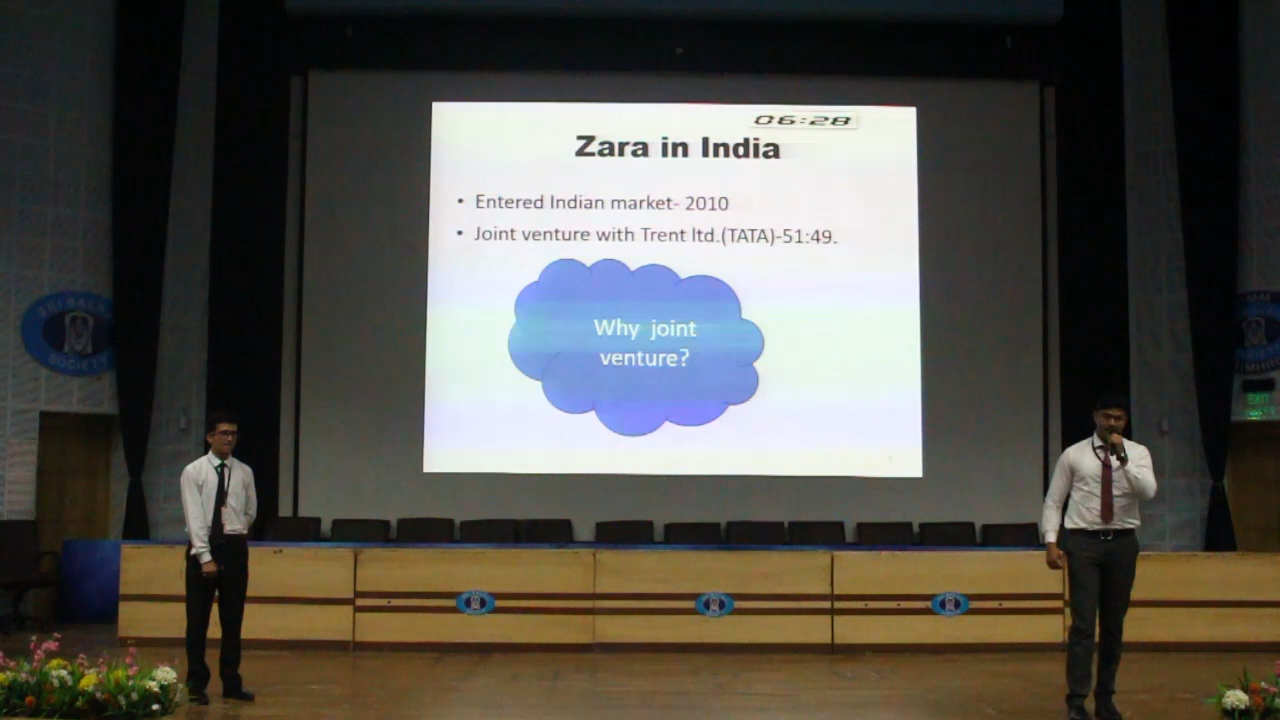 06:28
Zara in India
• Entered Indian market- 2010
• Joint venture with Trent ltd.(TATA)-51:49.
Why joint
venture?
SOCIETY
EXIT